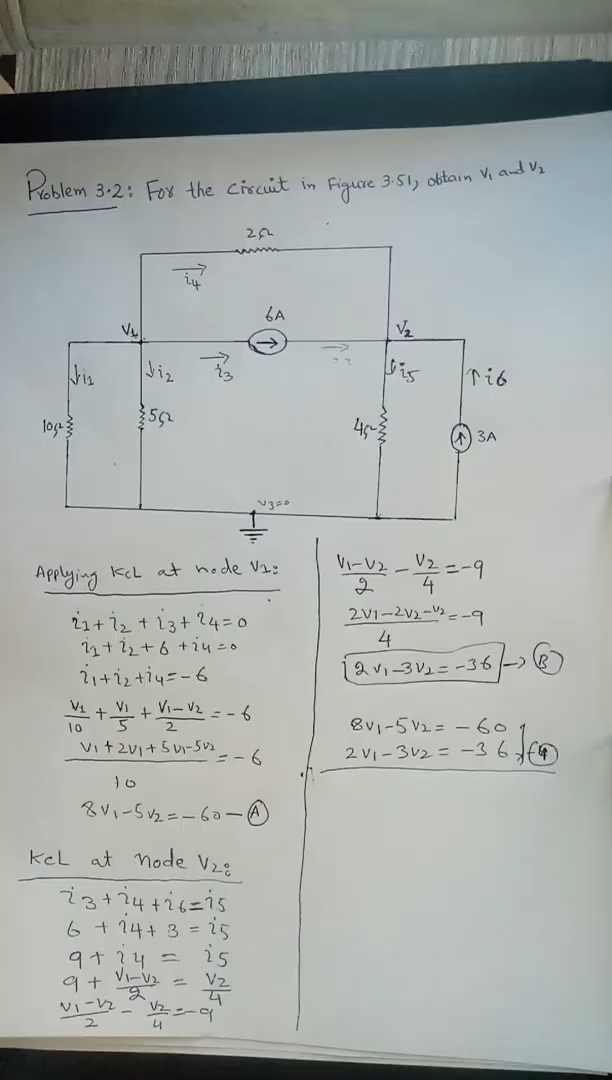 Problem 3.2: For the circuit in Figure 3.51, obtain V1 and V2
2Ω
i4
6A
V1
V2
i1
i2
i3
i5
i6
10Ω
5Ω
4Ω
3A
V3=0
Applying KCL at node V1:
i1+i2+i3+i4=0
i1+i2+6+i4=0
i1+i2+i4=-6
V1/10 + V1/5 + V1-V2/2 = -6
V1+2V1+5V1-5V2/10 = -6
8V1-5V2=-60-A
KCL at node V2:
i3+i4+i6=i5
6+i4+3=i5
9+i4=i5
9+V1-V2/2=V2/4
V1-V2/2-V2/4=-9
V1-V2/2-V2/4=-9
2V1-2V2-V2/4=-9
2V1-3V2=-36→B
8V1-5V2=-60
2V1-3V2=-36